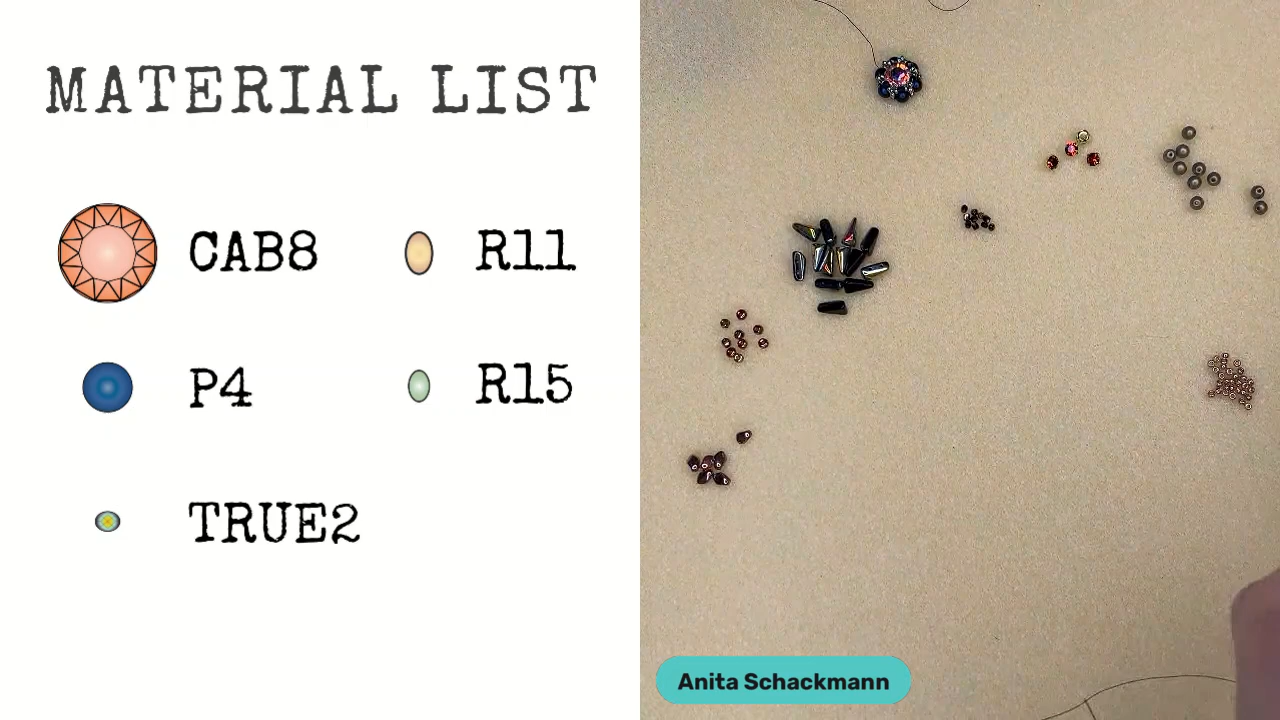 MATERIAL LIST
CAB8
R11
P4
R15
TRUE2
Anita Schackmann